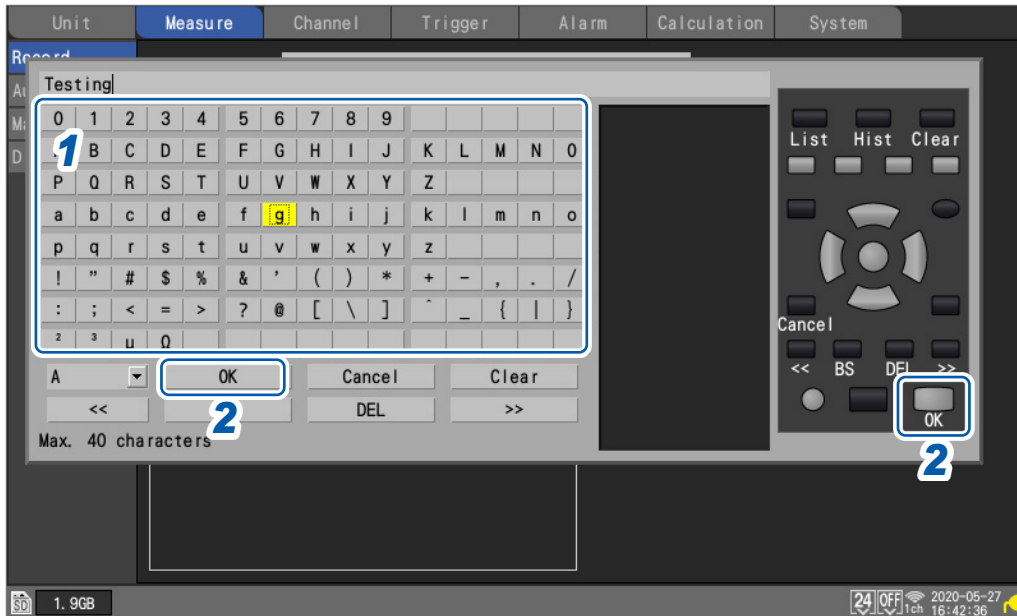 Unit Measure Channel Trigger Alarm Calculation System
Record
Testing
0 1 2 3 4 5 6 7 8 9
1
B C D E F G H I J K L M N O
P Q R S T U V W X Y Z
a b c d e f g h i j k l m n o
p q r s t u v w x y z
! " # $ % & ' ( ) * + - , . /
: ; < = > ? @ [ \ ] ^ _ { | }
² ³ µ Ω
A OK Cancel Clear
2
<< DEL >>
Max. 40 characters
List Hist Clear
Cancel
<< BS DEL >>
OK
2
SD 1.9GB
24 OFF 1ch 2020-05-27
16:42:36